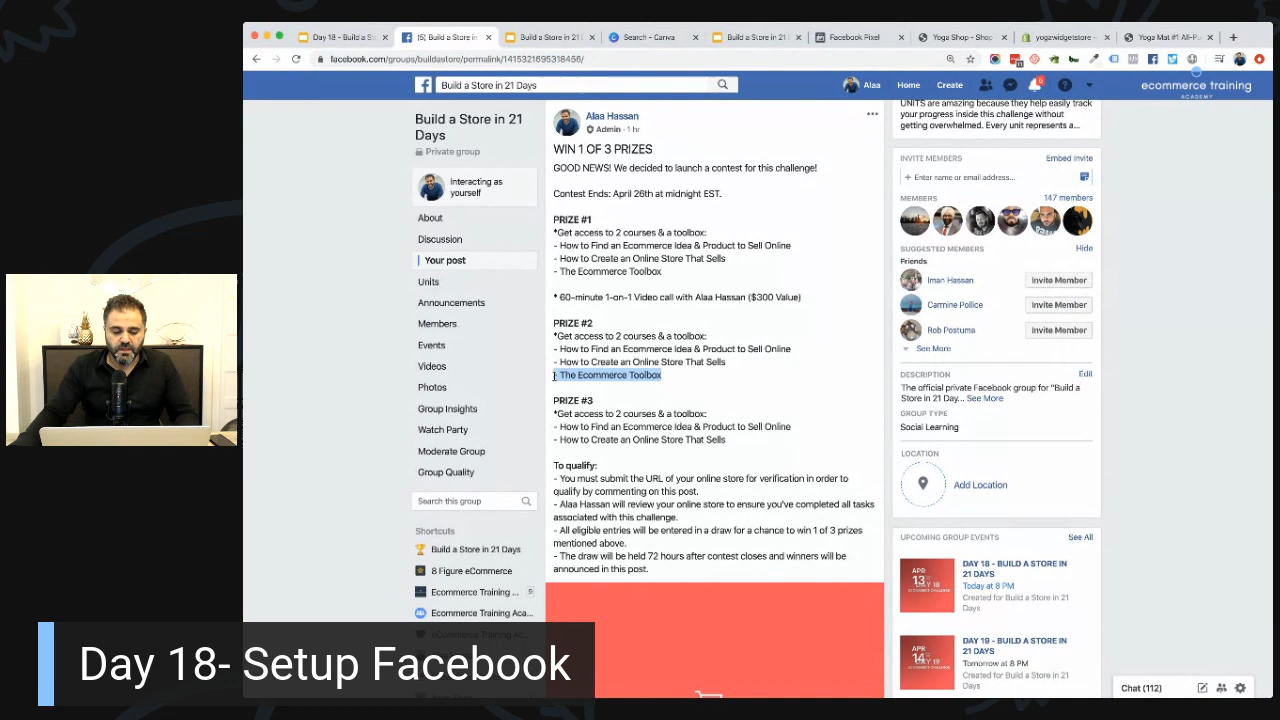 Day 18 - Build a St
(5) Build a Store in
Build a Store in 21 D
Search - Canva
Build a Store in 21 D
Facebook Pixel
Yoga Shop - Shop
yogawidgetstore ~
Yoga Mat #1 All-Pu
facebook.com/groups/buildastore/permalink/1415321695318456/
Build a Store in 21 Days
Alaa
Home
Create
6
ecommerce training
ACADEMY
Build a Store in 21
Days
Private group
Interacting as
yourself
About
Discussion
Your post
Units
Announcements
Members
Events
Videos
Photos
Group Insights
Watch Party
Moderate Group
Group Quality
Search this group
Shortcuts
Build a Store in 21 Days
8 Figure eCommerce
Ecommerce Training ...
9
Ecommerce Training Aca...
eCommerce Training Ac...
Alaa Hassan
Admin · 1 hr
WIN 1 OF 3 PRIZES
GOOD NEWS! We decided to launch a contest for this challenge!
Contest Ends: April 26th at midnight EST.
PRIZE #1
*Get access to 2 courses & a toolbox:
- How to Find an Ecommerce Idea & Product to Sell Online
- How to Create an Online Store That Sells
- The Ecommerce Toolbox
* 60-minute 1-on-1 Video call with Alaa Hassan ($300 Value)
PRIZE #2
*Get access to 2 courses & a toolbox:
- How to Find an Ecommerce Idea & Product to Sell Online
- How to Create an Online Store That Sells
- The Ecommerce Toolbox
PRIZE #3
*Get access to 2 courses & a toolbox:
- How to Find an Ecommerce Idea & Product to Sell Online
- How to Create an Online Store That Sells
To qualify:
- You must submit the URL of your online store for verification in order to
qualify by commenting on this post.
- Alaa Hassan will review your online store to ensure you've completed all tasks
associated with this challenge.
- All eligible entries will be entered in a draw for a chance to win 1 of 3 prizes
mentioned above.
- The draw will be held 72 hours after contest closes and winners will be
announced in this post.
UNITS are amazing because they help easily track
your progress inside this challenge without
getting overwhelmed. Every unit represents a...
INVITE MEMBERS
Embed Invite
+ Enter name or email address...
MEMBERS
147 members
SUGGESTED MEMBERS
Hide
Friends
Iman Hassan
Invite Member
Carmine Pollice
Invite Member
Rob Postuma
Invite Member
See More
DESCRIPTION
Edit
The official private Facebook group for "Build
a Store in 21 Day... See More
GROUP TYPE
Social Learning
LOCATION
Add Location
UPCOMING GROUP EVENTS
See All
APR
13
DAY 18
DAY 18 - BUILD A STORE IN
21 DAYS
Today at 8 PM
Created for Build a Store in 21
Days
APR
14
DAY 19
DAY 19 - BUILD A STORE IN
21 DAYS
Tomorrow at 8 PM
Created for Build a Store in 21
Days
Chat (112)
Day 18- Setup Facebook